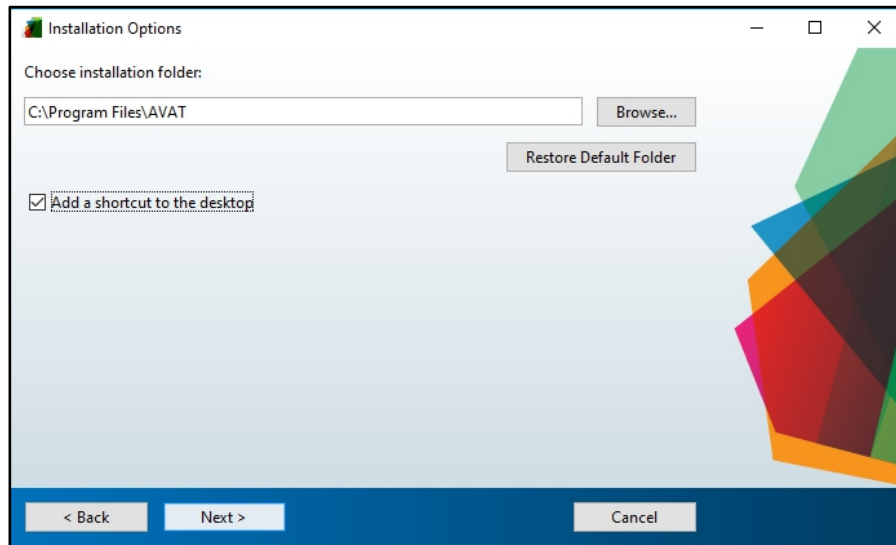 Installation Options
Choose installation folder:
C:\Program Files\AVAT
Browse...
Restore Default Folder
Add a shortcut to the desktop
< Back
Next >
Cancel